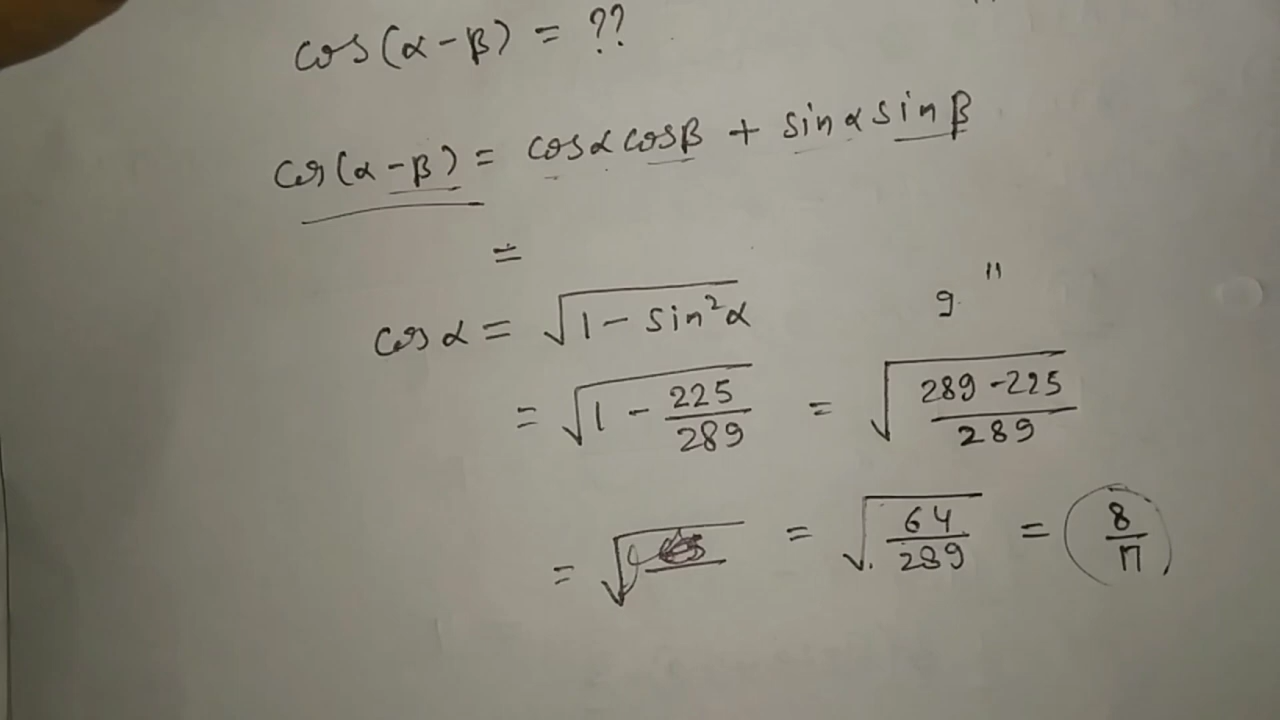 cos(α-β) = ??
cos(α-β) = cosα cosβ + sinα sinβ
=
cosα = √(1 - sin²α)
9"
= √(1 - 225/289) = √((289-225)/289)
= √ = √(64/289) = 8/17